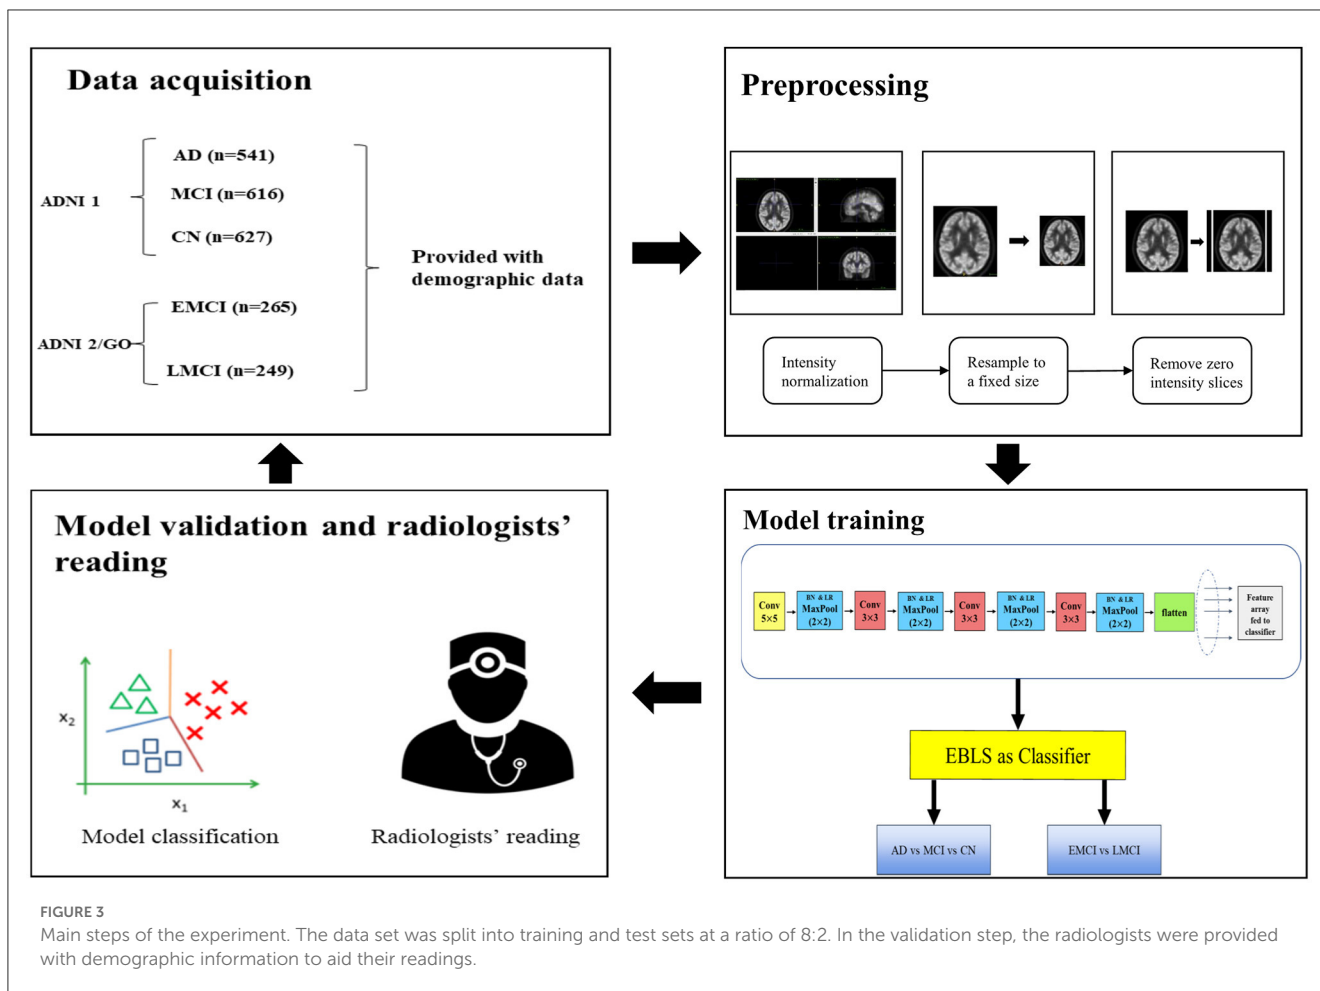 Data acquisition
ADNI 1
AD (n=541)
MCI (n=616)
CN (n=627)
ADNI 2/GO
EMCI (n=265)
LMCI (n=249)
Provided with
demographic data
Preprocessing
Intensity
normalization
Resample to
a fixed size
Remove zero
intensity slices
Model validation and radiologists’
reading
x2
x1
Model classification
Radiologists’ reading
Model training
Conv
5×5
BN & LR
MaxPool
(2×2)
Conv
3×3
BN & LR
MaxPool
(2×2)
Conv
3×3
BN & LR
MaxPool
(2×2)
Conv
3×3
BN & LR
MaxPool
(2×2)
flatten
Feature
array
fed to
classifier
EBLS as Classifier
AD vs MCI vs CN
EMCI vs LMCI
FIGURE 3
Main steps of the experiment. The data set was split into training and test sets at a ratio of 8:2. In the validation step, the radiologists were provided
with demographic information to aid their readings.